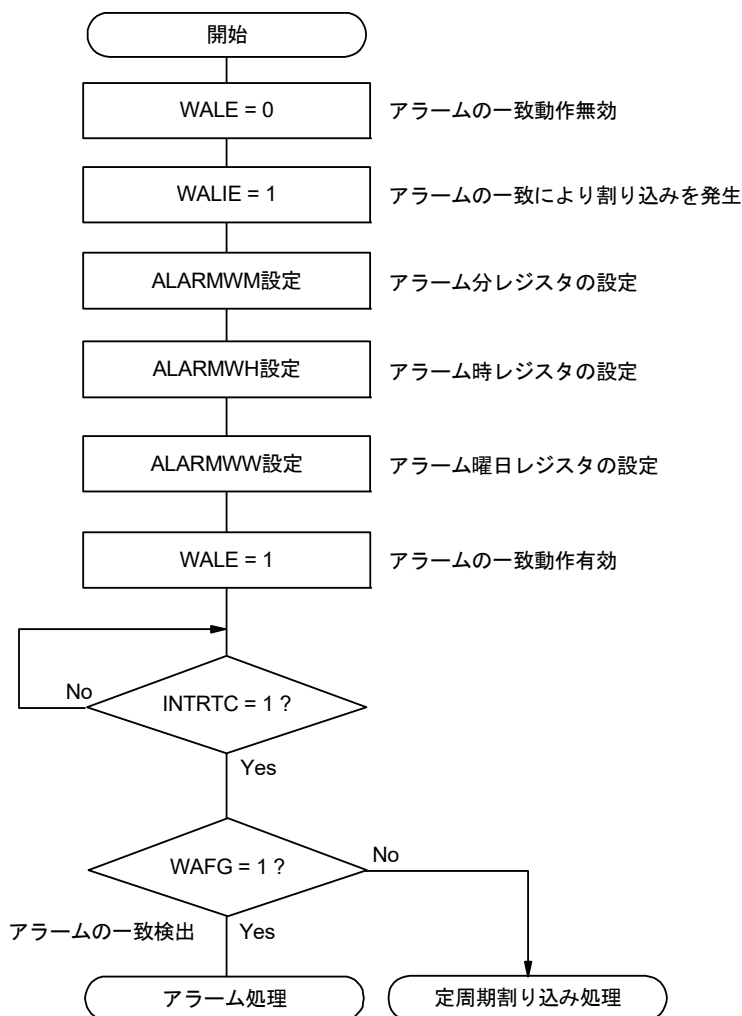 開始
WALE = 0
アラームの一致動作無効
WALIE = 1
アラームの一致により割り込みを発生
ALARMWM設定
アラーム分レジスタの設定
ALARMWH設定
アラーム時レジスタの設定
ALARMWW設定
アラーム曜日レジスタの設定
WALE = 1
アラームの一致動作有効
No
INTRTC = 1 ?
Yes
WAFG = 1 ?
No
アラームの一致検出
Yes
アラーム処理
定周期割り込み処理